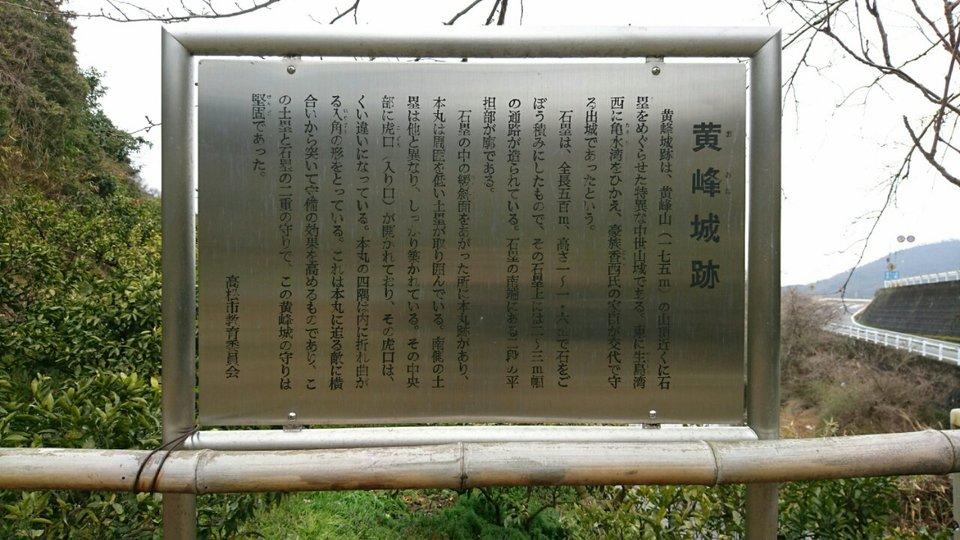 黄峰城跡
おみね
黄峰城跡は、黄峰山（一七五m）の山頂近くに石
塁をめぐらせた特異な中世山城である。東に生島湾
西に亀水湾をひかえ、豪族香西氏の家臣が交代で守
る出城であったという。
石塁は、全長五百m、高さ一〜一・六mで石をご
ぼう積みにしたもので、その石塁上には二〜三m幅
の通路が造られている。石塁の南端にある二段の平
担部が廓である。
石塁の中の緩斜面をあがった所に本丸跡があり、
本丸は周囲を低い土塁が取り囲んでいる。南側の土
塁は他と異なり、しっかり築かれている。その中央
部に虎口（入り口）が開かれており、その虎口は、
くい違いになっている。本丸の四隅は内に折れ曲が
る入角の形をとっている。これは本丸に迫る敵に横
合いから突いて の効果を高めるものであり、こ
の土塁と石塁の二重の守りで、この黄峰城の守りは
堅固であった。
高松市教育委員会